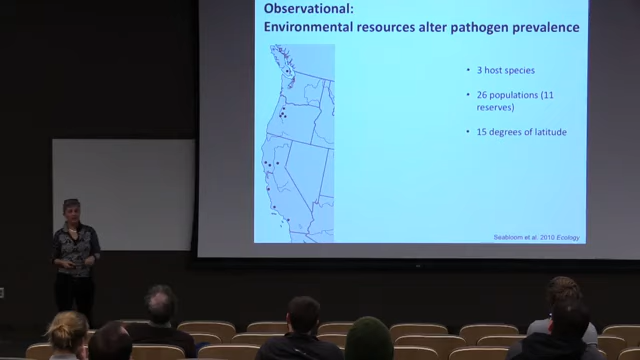 Observational:
Environmental resources alter pathogen prevalence
• 3 host species
• 26 populations (11
reserves)
• 15 degrees of latitude
Seabloom et al. 2010 Ecology